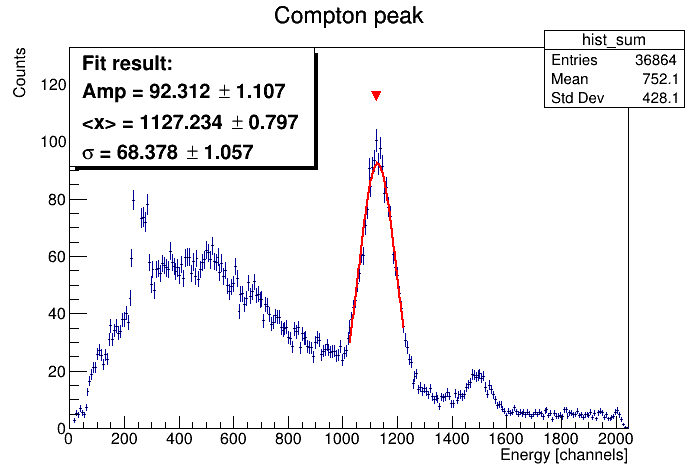 Compton peak
hist_sum
Entries 36864
Mean 752.1
Std Dev 428.1
Fit result:
Amp = 92.312 ± 1.107
<x> = 1127.234 ± 0.797
σ = 68.378 ± 1.057
Counts
120
100
80
60
40
20
0
0 200 400 600 800 1000 1200 1400 1600 1800 2000
Energy [channels]